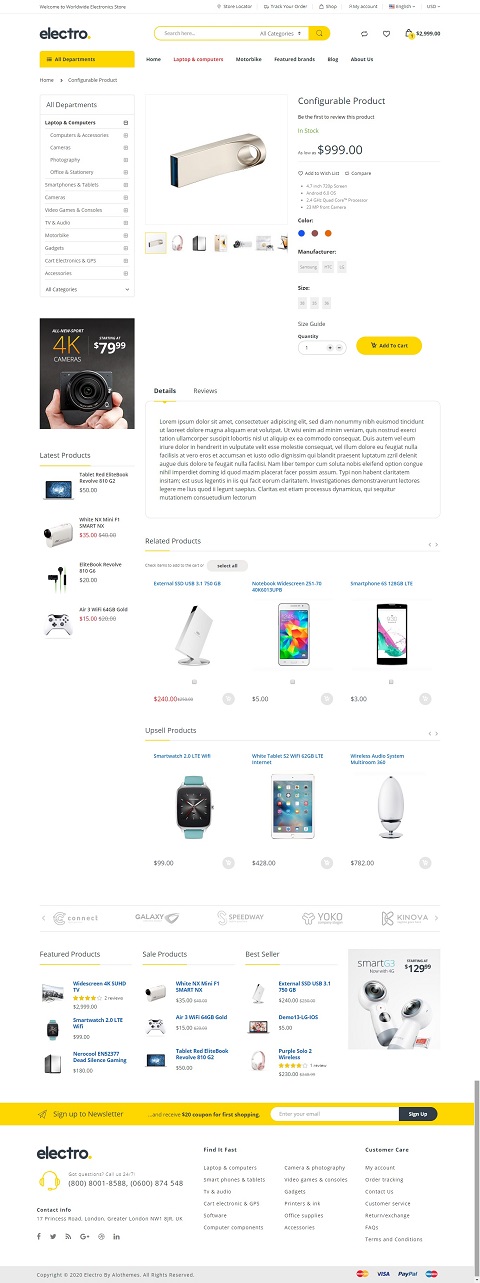 Welcome to Worldwide Electronics Store
Store Locator
Track Your Order
Shop
My account
English
USD
electro.
Search here...
All Categories
$2,999.00
All Departments
Home
Laptop & computers
Motorbike
Featured brands
Blog
About Us
Home > Configurable Product
All Departments
Laptop & Computers
Computers & Accessories
Cameras
Photography
Office & Stationery
Smartphones & Tablets
Cameras
Video Games & Consoles
TV & Audio
Motorbike
Gadgets
Cart Electronics & GPS
Accessories
All Categories
Configurable Product
Be the first to review this product
In Stock
As low as $999.00
Add to Wish List
Compare
4.7 inch 720p Screen
Android 6.0 OS
2.4 GHz Quad Core™ Processor
23 MP front Camera
Color:
Manufacturer:
Samsung HTC LG
Size:
Size Guide
Quantity
1
Add To Cart
ALL-NEW-SPORT
4K
CAMERAS
STARTING AT
$79⁹⁹
Details
Reviews
Lorem ipsum dolor sit amet, consectetuer adipiscing elit, sed diam nonummy nibh euismod tincidunt
ut laoreet dolore magna aliquam erat volutpat. Ut wisi enim ad minim veniam, quis nostrud exerci
tation ullamcorper suscipit lobortis nisl ut aliquip ex ea commodo consequat. Duis autem vel eum
iriure dolor in hendrerit in vulputate velit esse molestie consequat, vel illum dolore eu feugiat nulla
facilisis at vero eros et accumsan et iusto odio dignissim qui blandit praesent luptatum zzril delenit
augue duis dolore te feugait nulla facilisi. Nam liber tempor cum soluta nobis eleifend option congue
nihil imperdiet doming id quod mazim placerat facer possim assum. Typi non habent claritatem
insitam; est usus legentis in iis qui facit eorum claritatem. Investigationes demonstraverunt lectores
legere me lius quod ii legunt saepius. Claritas est etiam processus dynamicus, qui sequitur
mutationem consuetudium lectorum
Latest Products
Tablet Red EliteBook
Revolve 810 G2
$50.00
White NX Mini F1
SMART NX
$35.00 $40.00
EliteBook Revolve
810 G6
$20.00
Air 3 WiFi 64GB Gold
$15.00 $20.00
Related Products
Check items to add to the cart or
select all
External SSD USB 3.1 750 GB
Notebook Widescreen Z51-70
40K6013UPB
Smartphone 6S 128GB LTE
$240.00 $250.00
$5.00
$3.00
Upsell Products
Smartwatch 2.0 LTE Wifi
White Tablet S2 WiFi 62GB LTE
Internet
Wireless Audio System
Multiroom 360
$99.00
$428.00
$782.00
connect
GALAXY
SPEEDWAY
YOKO
KINOVA
Featured Products
Widescreen 4K SUHD
TV
2 reviews
$2,999.00
Smartwatch 2.0 LTE
Wifi
$99.00
Nerocool EN52377
Dead Silence Gaming
$180.00
Sale Products
White NX Mini F1
SMART NX
$35.00 $40.00
Air 3 WiFi 64GB Gold
$15.00 $20.00
Tablet Red EliteBook
Revolve 810 G2
$50.00
Best Seller
External SSD USB 3.1
750 GB
$240.00 $250.00
Demo13-LG-IOS
$5.00
Purple Solo 2
Wireless
1 review
$230.00
smartG3
Now with 4G
STARTING AT
$129⁹⁹
Sign up to Newsletter
...and receive $20 coupon for first shopping.
Enter your email
Sign Up
electro.
Got questions? Call us 24/7!
(800) 8001-8588, (0600) 874 548
Contact info
17 Princess Road, London, Greater London NW1 8JR, UK
Find It Fast
Laptop & computers
Smart phones & tablets
Tv & audio
Cart electronic & GPS
Software
Computer components
Camera & photography
Video games & consoles
Gadgets
Printers & ink
Office supplies
Accessories
Customer Care
My account
Order tracking
Contact Us
Customer service
Return/exchange
FAQs
Terms and Conditions
Copyright © 2020 Electro By Alothemes. All Rights Reserved.
VISA
PayPal